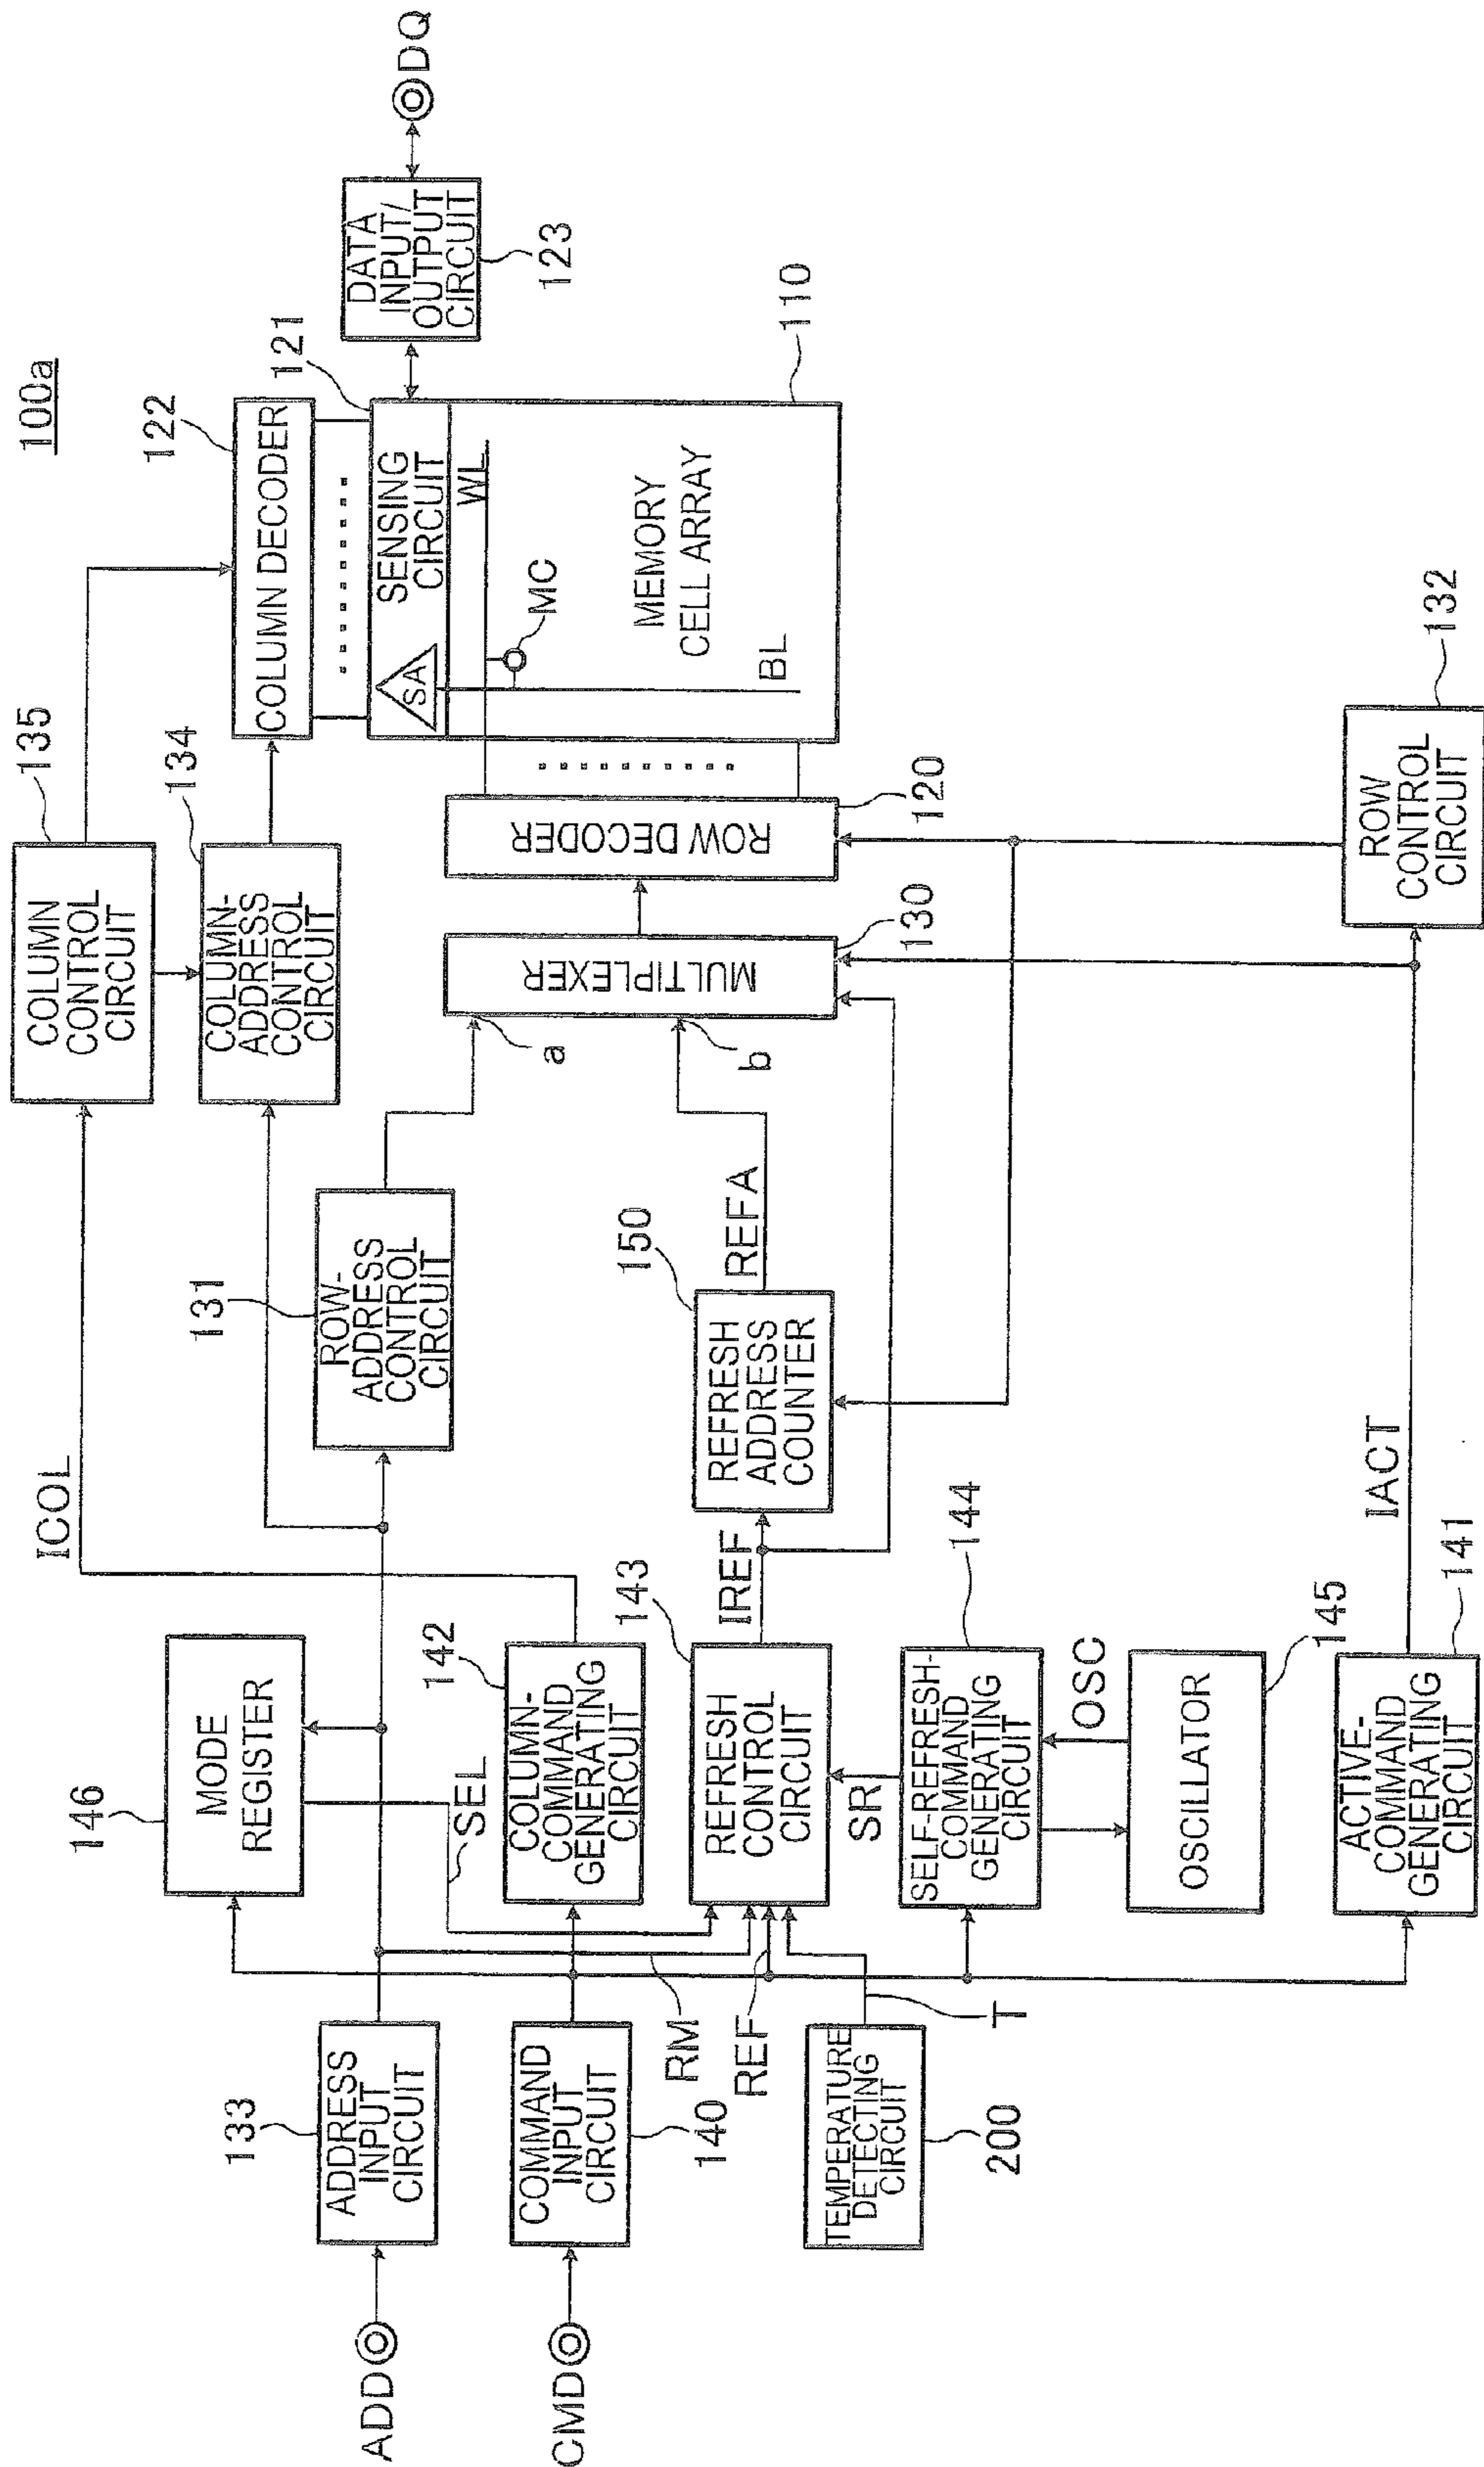 100a
ADD
ADDRESS
INPUT
CIRCUIT
133
CMD
COMMAND
INPUT
CIRCUIT
140
TEMPERATURE
DETECTING
CIRCUIT
200
T
RM
REF
MODE
REGISTER
146
SEL
COLUMN-
COMMAND
GENERATING
CIRCUIT
142
ICOL
REFRESH
CONTROL
CIRCUIT
143
IREF
SR
SELF-REFRESH-
COMMAND
GENERATING
CIRCUIT
144
OSC
OSCILLATOR
145
ACTIVE-
COMMAND
GENERATING
CIRCUIT
141
IACT
ROW-
ADDRESS
CONTROL
CIRCUIT
131
REFRESH
ADDRESS
COUNTER
150
REFA
COLUMN
CONTROL
CIRCUIT
135
COLUMN-
ADDRESS
CONTROL
CIRCUIT
134
a
b
MULTIPLEXER
130
ROW DECODER
120
ROW
CONTROL
CIRCUIT
132
COLUMN DECODER
122
SENSING
CIRCUIT
121
SA
WL
MC
BL
MEMORY
CELL ARRAY
110
DATA
INPUT/
OUTPUT
CIRCUIT
123
DQ